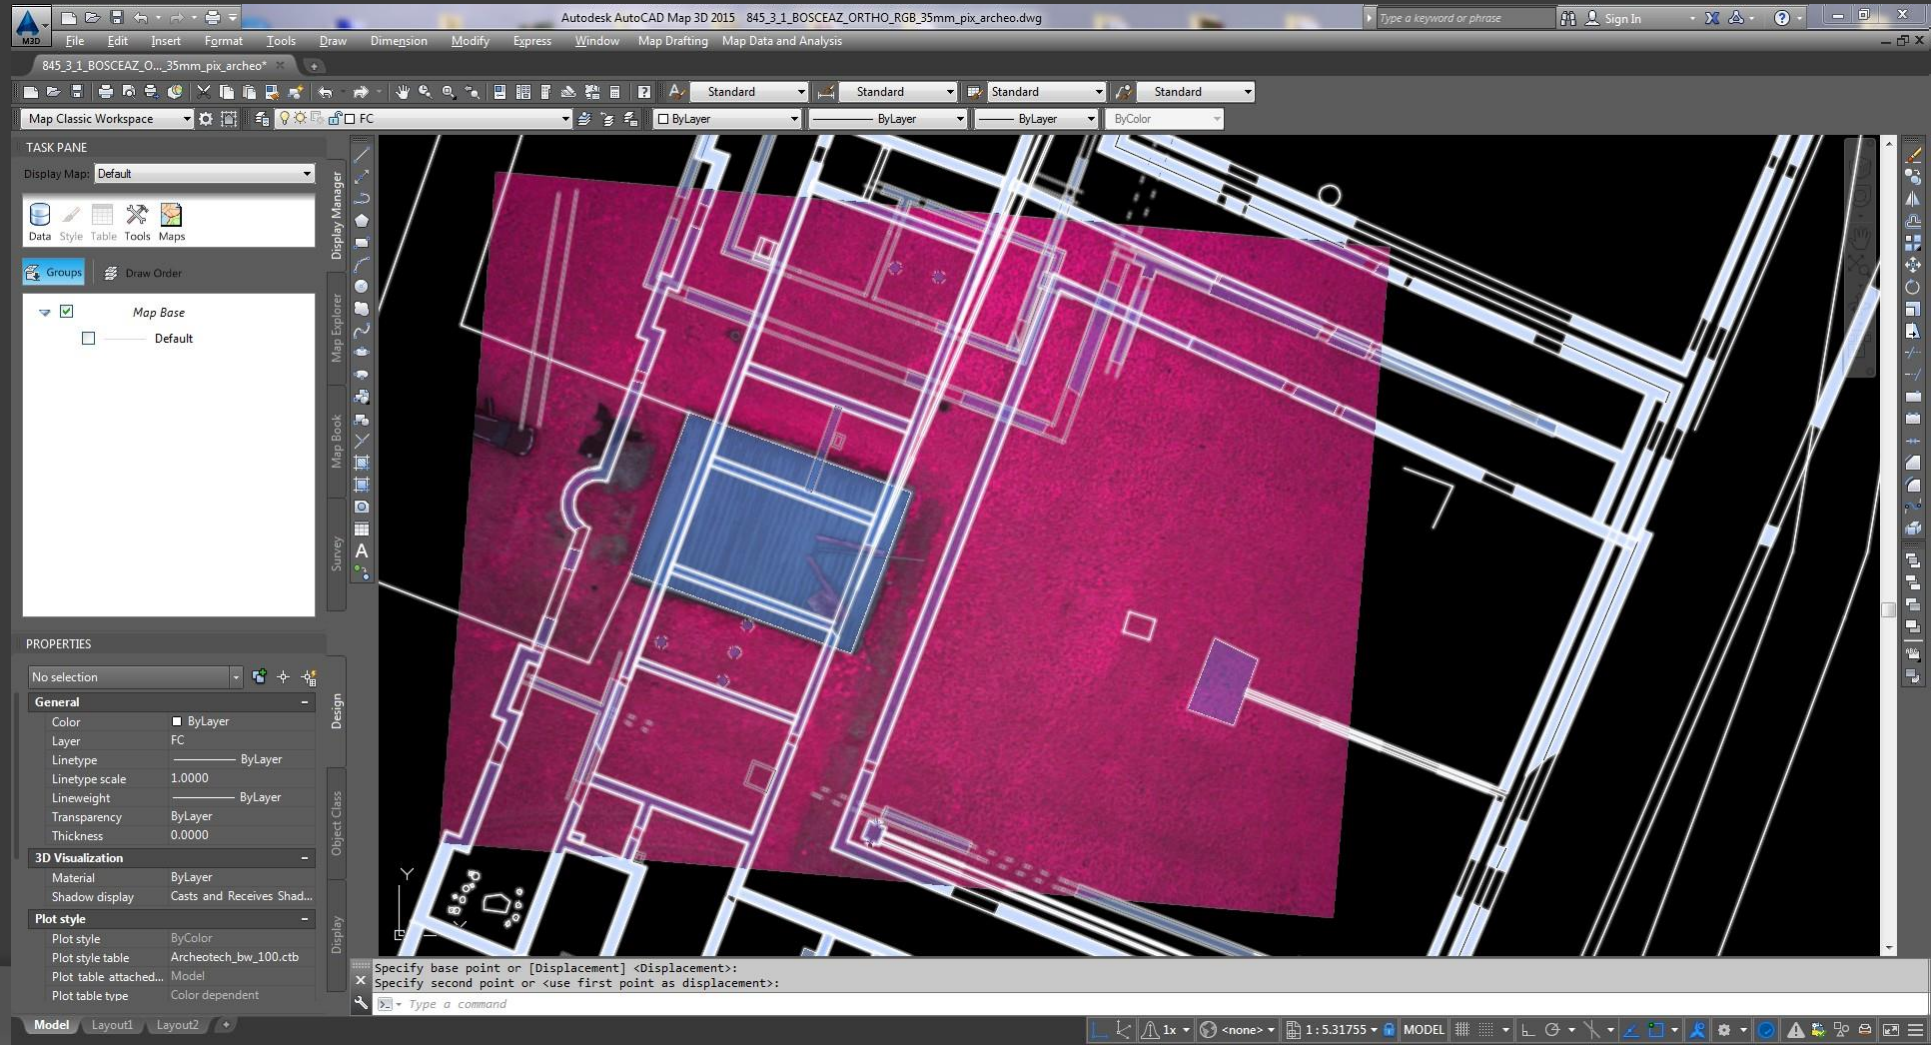 Autodesk AutoCAD Map 3D 2015 845_3_1_BOSCEAZ_ORTHO_RGB_35mm_pix_archeo.dwg
Type a keyword or phrase
Sign In
M3D
File Edit Insert Format Tools Draw Dimension Modify Express Window Map Drafting Map Data and Analysis
845_3_1_BOSCEAZ_O..._35mm_pix_archeo*
Standard Standard Standard Standard
Map Classic Workspace FC ByLayer ByLayer ByLayer ByColor
TASK PANE
Display Map: Default
Data Style Table Tools Maps
Groups Draw Order
Map Base
Default
Display Manager
Map Explorer
Map Book
Survey
PROPERTIES
No selection
General
Color ByLayer
Layer FC
Linetype ByLayer
Linetype scale 1.0000
Lineweight ByLayer
Transparency ByLayer
Thickness 0.0000
3D Visualization
Material ByLayer
Shadow display Casts and Receives Shad...
Plot style
Plot style ByColor
Plot style table Archeotech_bw_100.ctb
Plot table attached... Model
Plot table type Color dependent
Design
Object Class
Display
Y
Specify base point or [Displacement] <Displacement>:
Specify second point or <use first point as displacement>:
Type a command
Model Layout1 Layout2 +
1x <none> 1:5.31755 MODEL